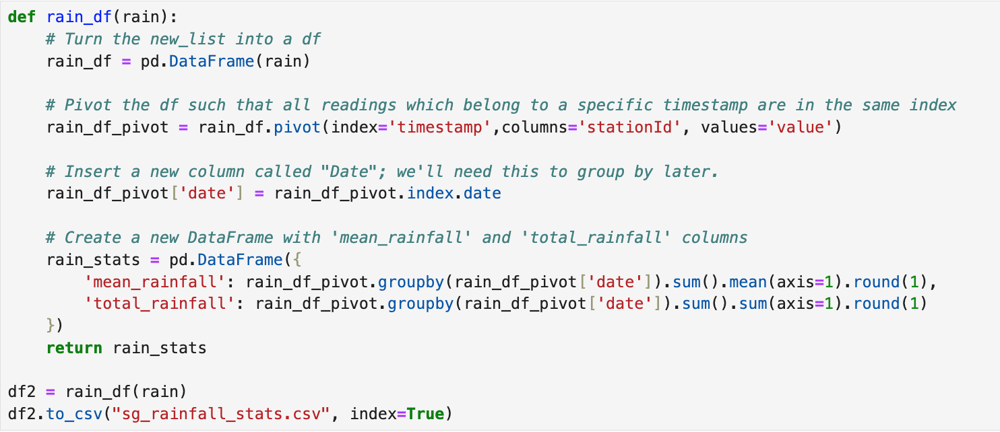 def rain_df(rain):
    # Turn the new_list into a df
    rain_df = pd.DataFrame(rain)

    # Pivot the df such that all readings which belong to a specific timestamp are in the same index
    rain_df_pivot = rain_df.pivot(index='timestamp',columns='stationId', values='value')

    # Insert a new column called "Date"; we'll need this to group by later.
    rain_df_pivot['date'] = rain_df_pivot.index.date

    # Create a new DataFrame with 'mean_rainfall' and 'total_rainfall' columns
    rain_stats = pd.DataFrame({
        'mean_rainfall': rain_df_pivot.groupby(rain_df_pivot['date']).sum().mean(axis=1).round(1),
        'total_rainfall': rain_df_pivot.groupby(rain_df_pivot['date']).sum().sum(axis=1).round(1)
    })
    return rain_stats

df2 = rain_df(rain)
df2.to_csv("sg_rainfall_stats.csv", index=True)